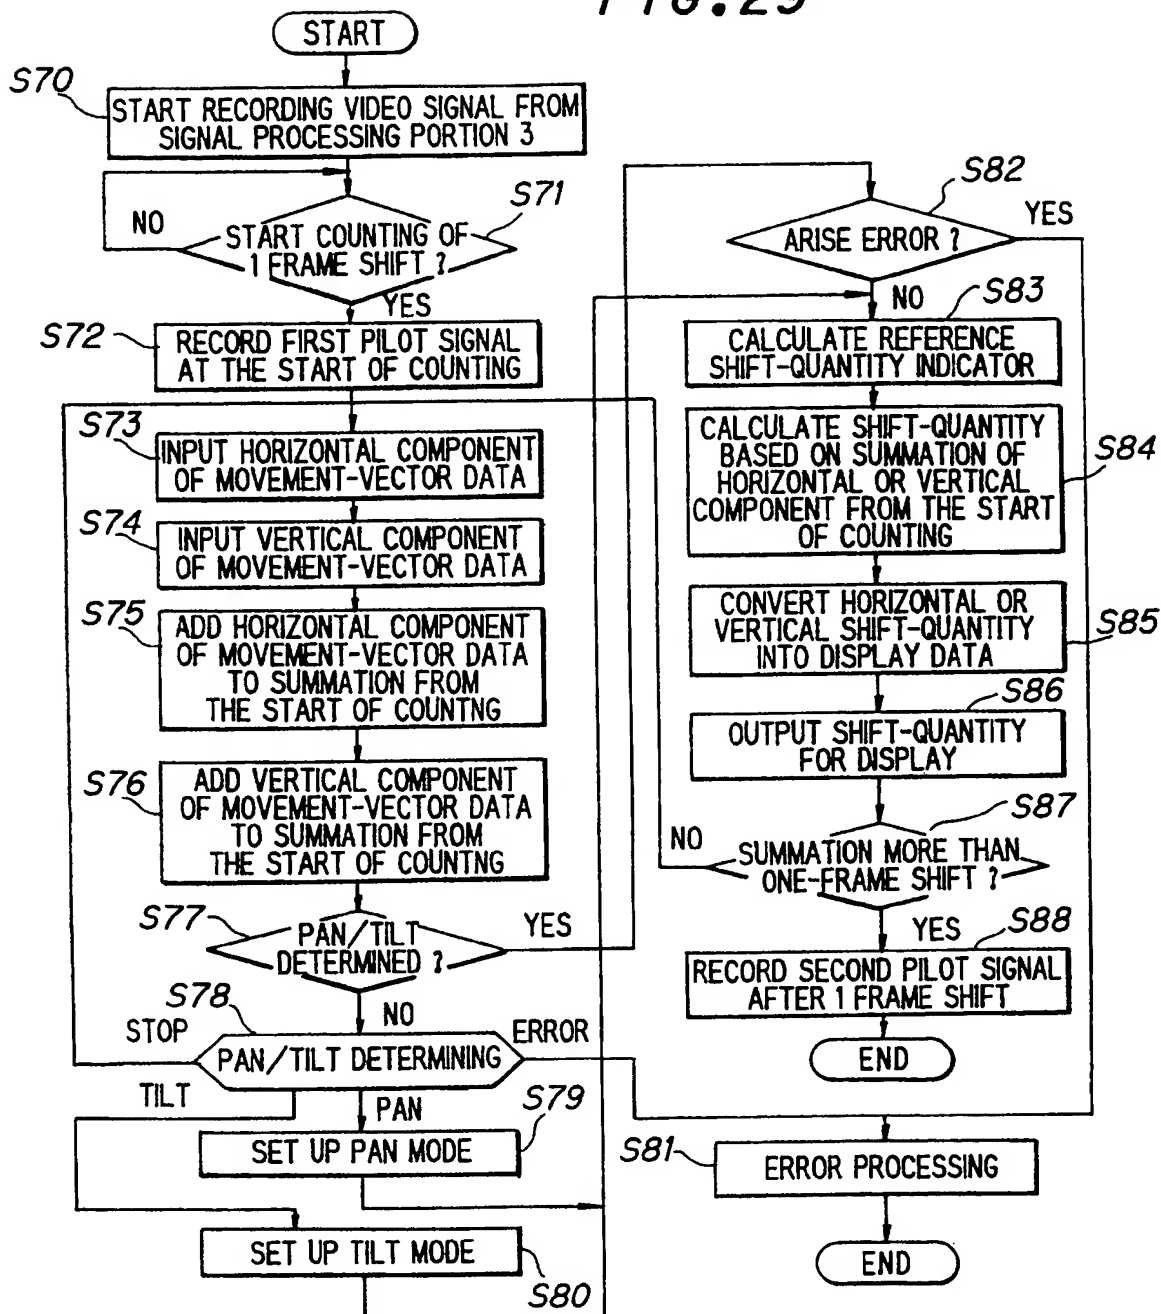 FIG.29
START
S70
START RECORDING VIDEO SIGNAL FROM
SIGNAL PROCESSING PORTION 3
S71
NO
START COUNTING OF
1 FRAME SHIFT ?
YES
S72
RECORD FIRST PILOT SIGNAL
AT THE START OF COUNTING
S73
INPUT HORIZONTAL COMPONENT
OF MOVEMENT-VECTOR DATA
S74
INPUT VERTICAL COMPONENT
OF MOVEMENT-VECTOR DATA
S75
ADD HORIZONTAL COMPONENT
OF MOVEMENT-VECTOR DATA
TO SUMMATION FROM
THE START OF COUNTNG
S76
ADD VERTICAL COMPONENT
OF MOVEMENT-VECTOR DATA
TO SUMMATION FROM
THE START OF COUNTNG
S77
PAN/TILT
DETERMINED ?
YES
NO
S78
STOP
ERROR
PAN/TILT DETERMINING
TILT
PAN
S79
SET UP PAN MODE
SET UP TILT MODE
S80
S82
YES
ARISE ERROR ?
NO
S83
CALCULATE REFERENCE
SHIFT-QUANTITY INDICATOR
CALCULATE SHIFT-QUANTITY
BASED ON SUMMATION OF
HORIZONTAL OR VERTICAL
COMPONENT FROM THE START
OF COUNTING
S84
CONVERT HORIZONTAL OR
VERTICAL SHIFT-QUANTITY
INTO DISPLAY DATA
S85
S86
OUTPUT SHIFT-QUANTITY
FOR DISPLAY
S87
NO
SUMMATION MORE THAN
ONE-FRAME SHIFT ?
YES
S88
RECORD SECOND PILOT SIGNAL
AFTER 1 FRAME SHIFT
END
S81
ERROR PROCESSING
END